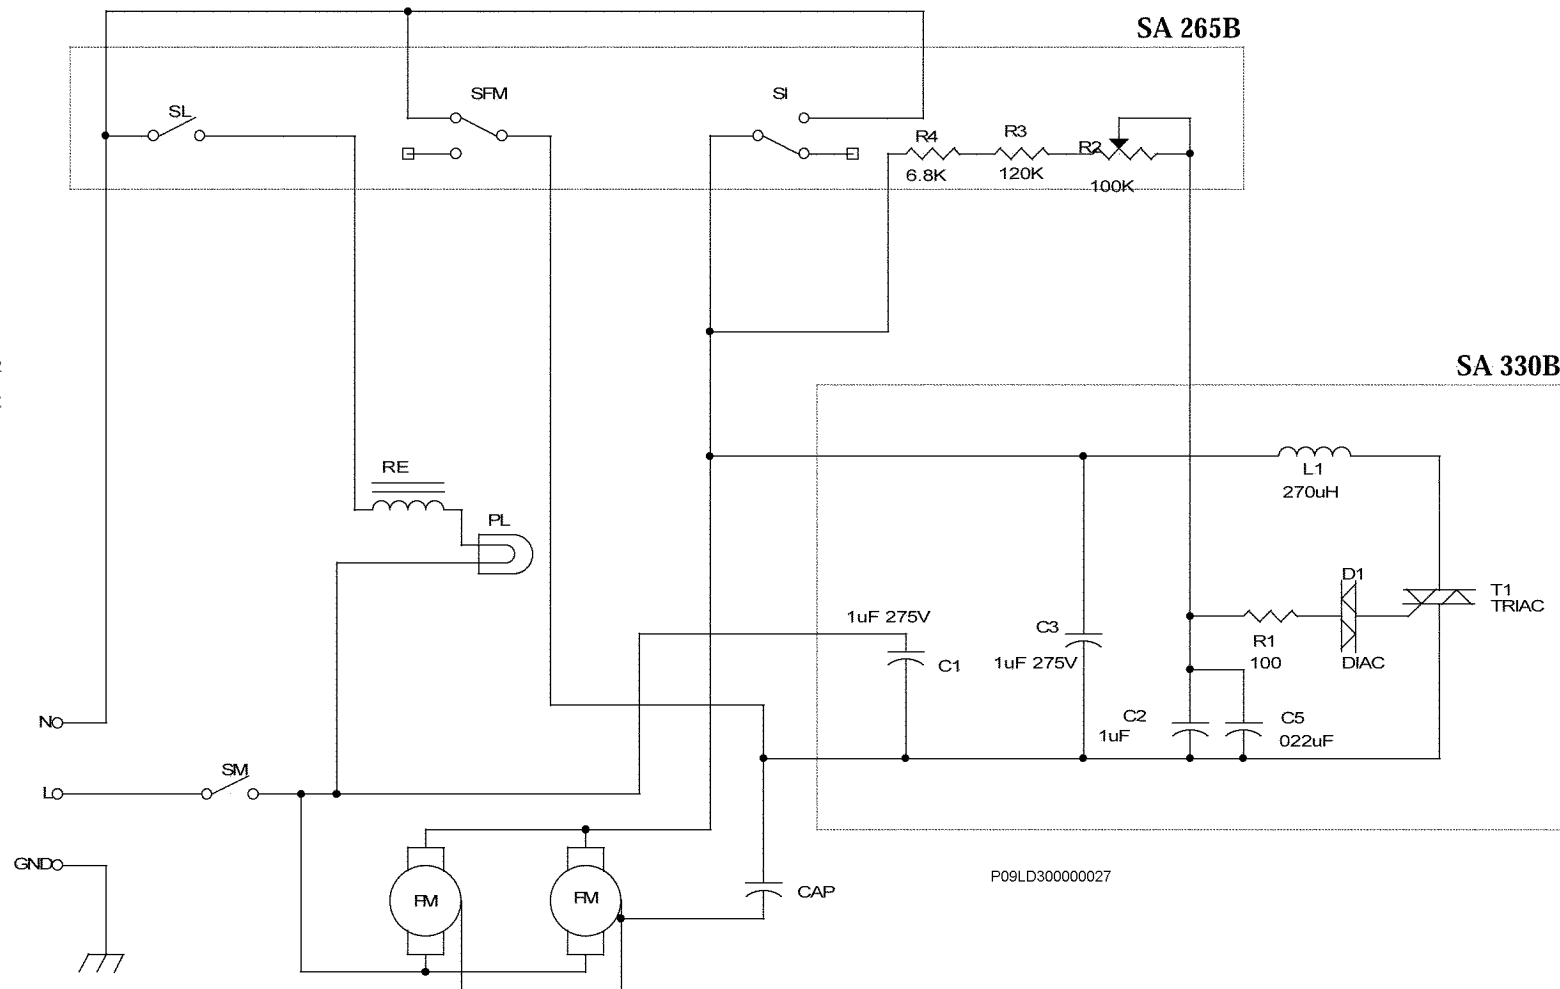 SA 265B
SL
SFM
SI
R4
6.8K
R3
120K
R2
100K
SA 330B
RE
PL
L1
270uH
D1
DIAC
T1
TRIAC
1uF 275V
C1
C3
1uF 275V
R1
100
C2
1uF
C5
022uF
N
SM
L
GND
FM
FM
CAP
P09LD300000027